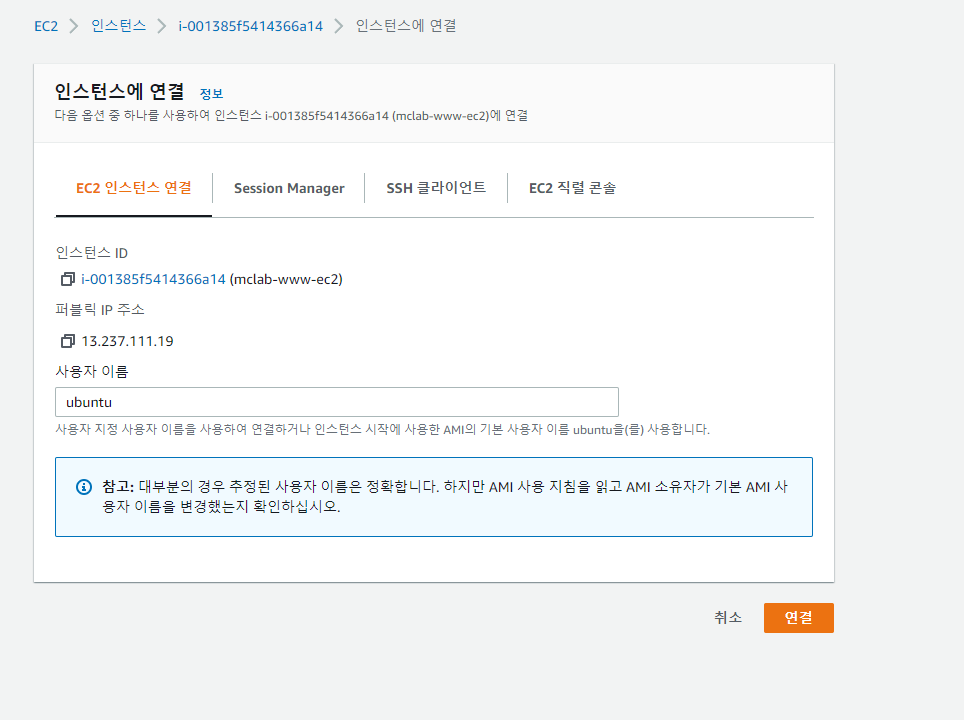 EC2 > 인스턴스 > i-001385f5414366a14 > 인스턴스에 연결
인스턴스에 연결 정보
다음 옵션 중 하나를 사용하여 인스턴스 i-001385f5414366a14 (mclab-www-ec2)에 연결
EC2 인스턴스 연결 Session Manager SSH 클라이언트 EC2 직렬 콘솔
인스턴스 ID
i-001385f5414366a14 (mclab-www-ec2)
퍼블릭 IP 주소
13.237.111.19
사용자 이름
ubuntu
사용자 지정 사용자 이름을 사용하여 연결하거나 인스턴스 시작에 사용한 AMI의 기본 사용자 이름 ubuntu을(를) 사용합니다.
참고: 대부분의 경우 추정된 사용자 이름은 정확합니다. 하지만 AMI 사용 지침을 읽고 AMI 소유자가 기본 AMI 사
용자 이름을 변경했는지 확인하십시오.
취소 연결